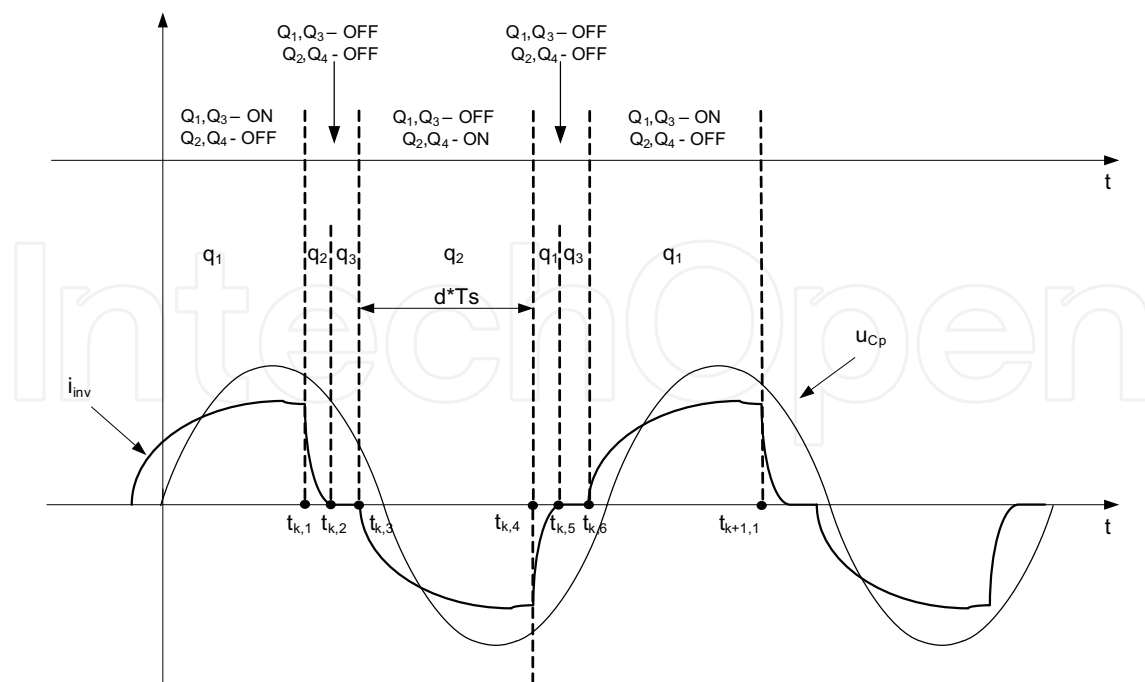 Q1,Q3 – OFF
Q2,Q4 - OFF
Q1,Q3 – OFF
Q2,Q4 - OFF
Q1,Q3 – ON
Q2,Q4 - OFF
Q1,Q3 – OFF
Q2,Q4 - ON
Q1,Q3 – ON
Q2,Q4 - OFF
t
q1
q2
q3
q2
q1
q3
q1
d*Ts
IntechOpen
uCp
iinv
tk,1
tk,2
tk,3
tk,4
tk,5
tk,6
tk+1,1
t